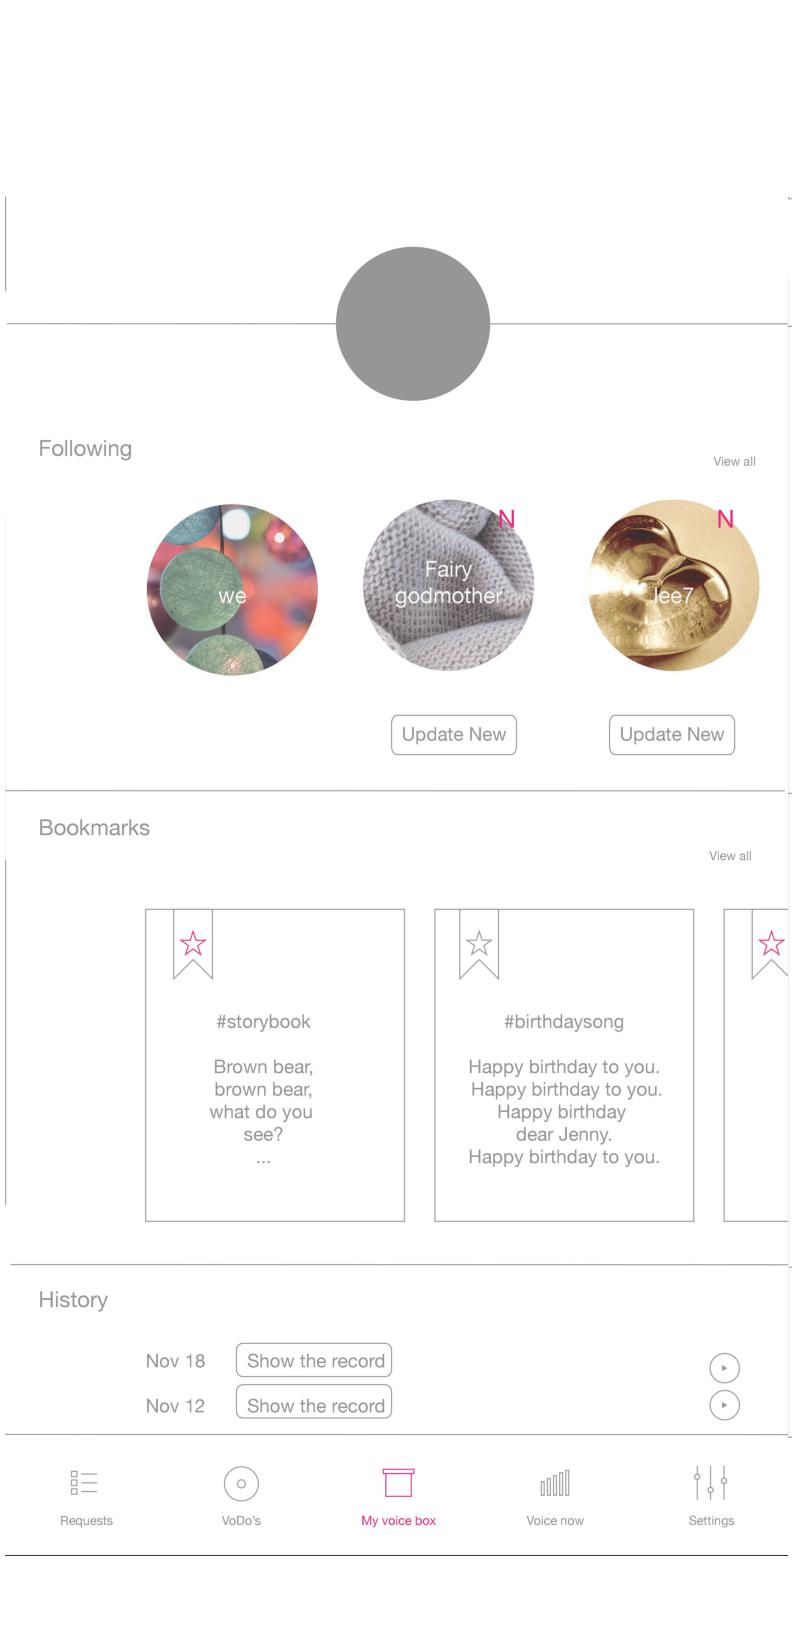 Following
View all
N
N
we
Fairy
godmother
lee7
Update New
Update New
Bookmarks
View all
#storybook
Brown bear,
brown bear,
what do you
see?
...
#birthdaysong
Happy birthday to you.
Happy birthday to you.
Happy birthday
dear Jenny.
Happy birthday to you.
History
Nov 18 Show the record
Nov 12 Show the record
Requests
VoDo's
My voice box
Voice now
Settings